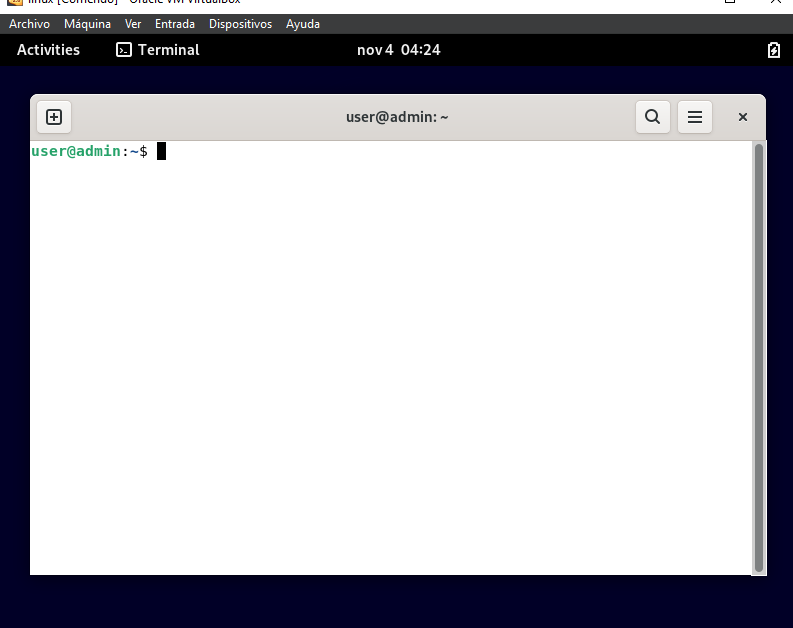 linux [Corriendo] - Oracle VM VirtualBox
Archivo Máquina Ver Entrada Dispositivos Ayuda
Activities Terminal nov 4 04:24
user@admin: ~
user@admin:~$